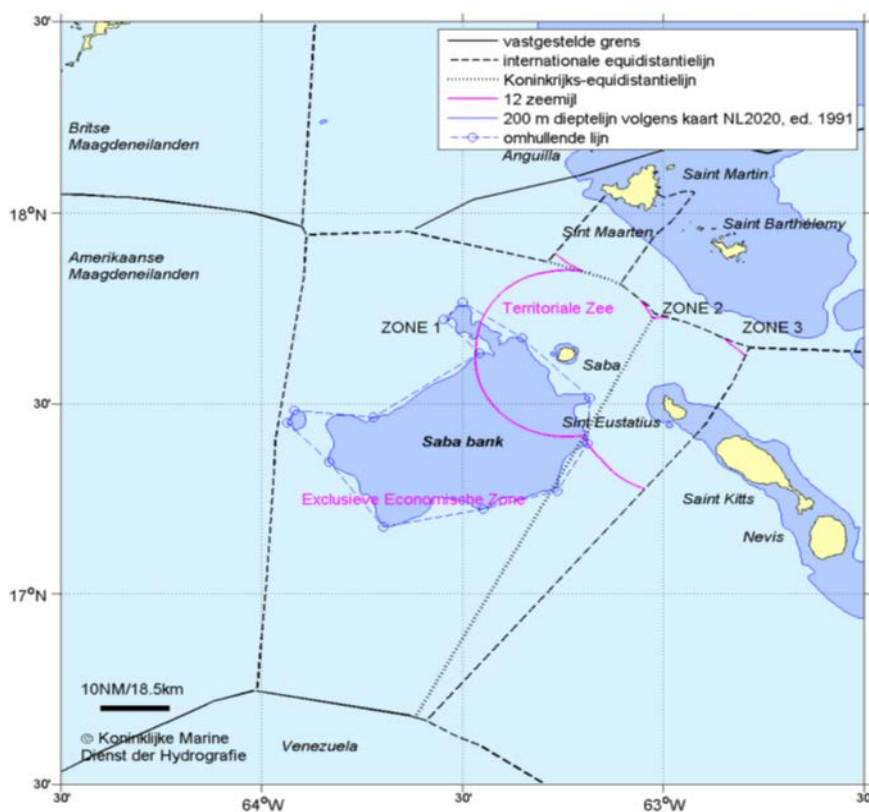 30'
vastgestelde grens
internationale equidistantielijn
Koninkrijks-equidistantielijn
12 zeemijl
200 m dieptelijn volgens kaart NL2020, ed. 1991
omhullende lijn
Britse
Maagdeneilanden
Anguilla
Saint Martin
18°N
Sint Maarten
Saint Barthélemy
Amerikaanse
Maagdeneilanden
ZONE 1
Territoriale Zee
ZONE 2
ZONE 3
Saba
30'
Sint Eustatius
Saba bank
Exclusieve Economische Zone
Saint Kitts
Nevis
17°N
10NM/18.5km
© Koninklijke Marine
Dienst der Hydrografie
Venezuela
30'
30'
64°W
30'
63°W
30'